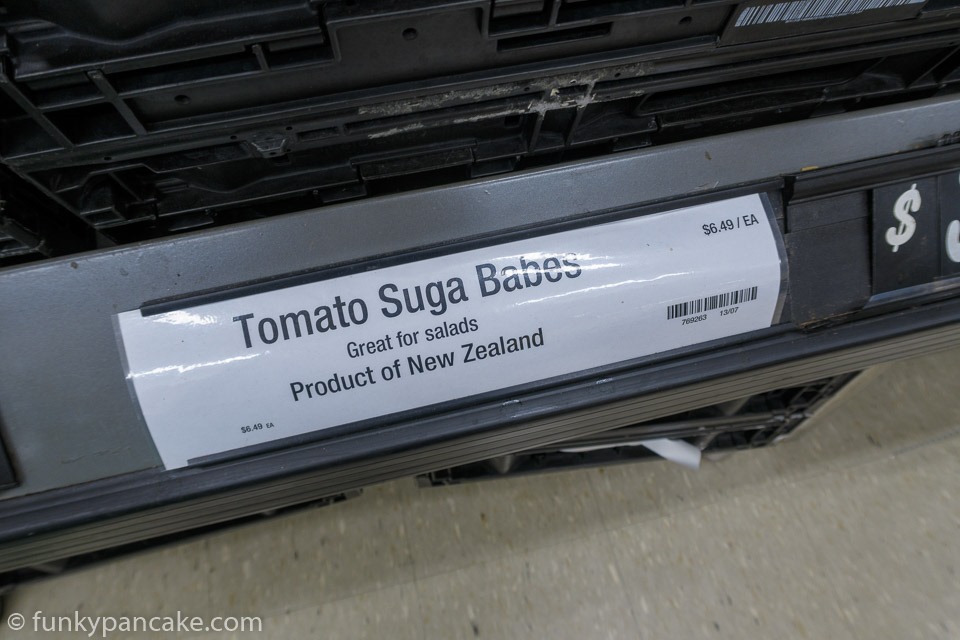 $6.49 / EA
Tomato Suga Babes
Great for salads
Product of New Zealand
769263 13/07
$6.49 EA
$
© funkypancake.com